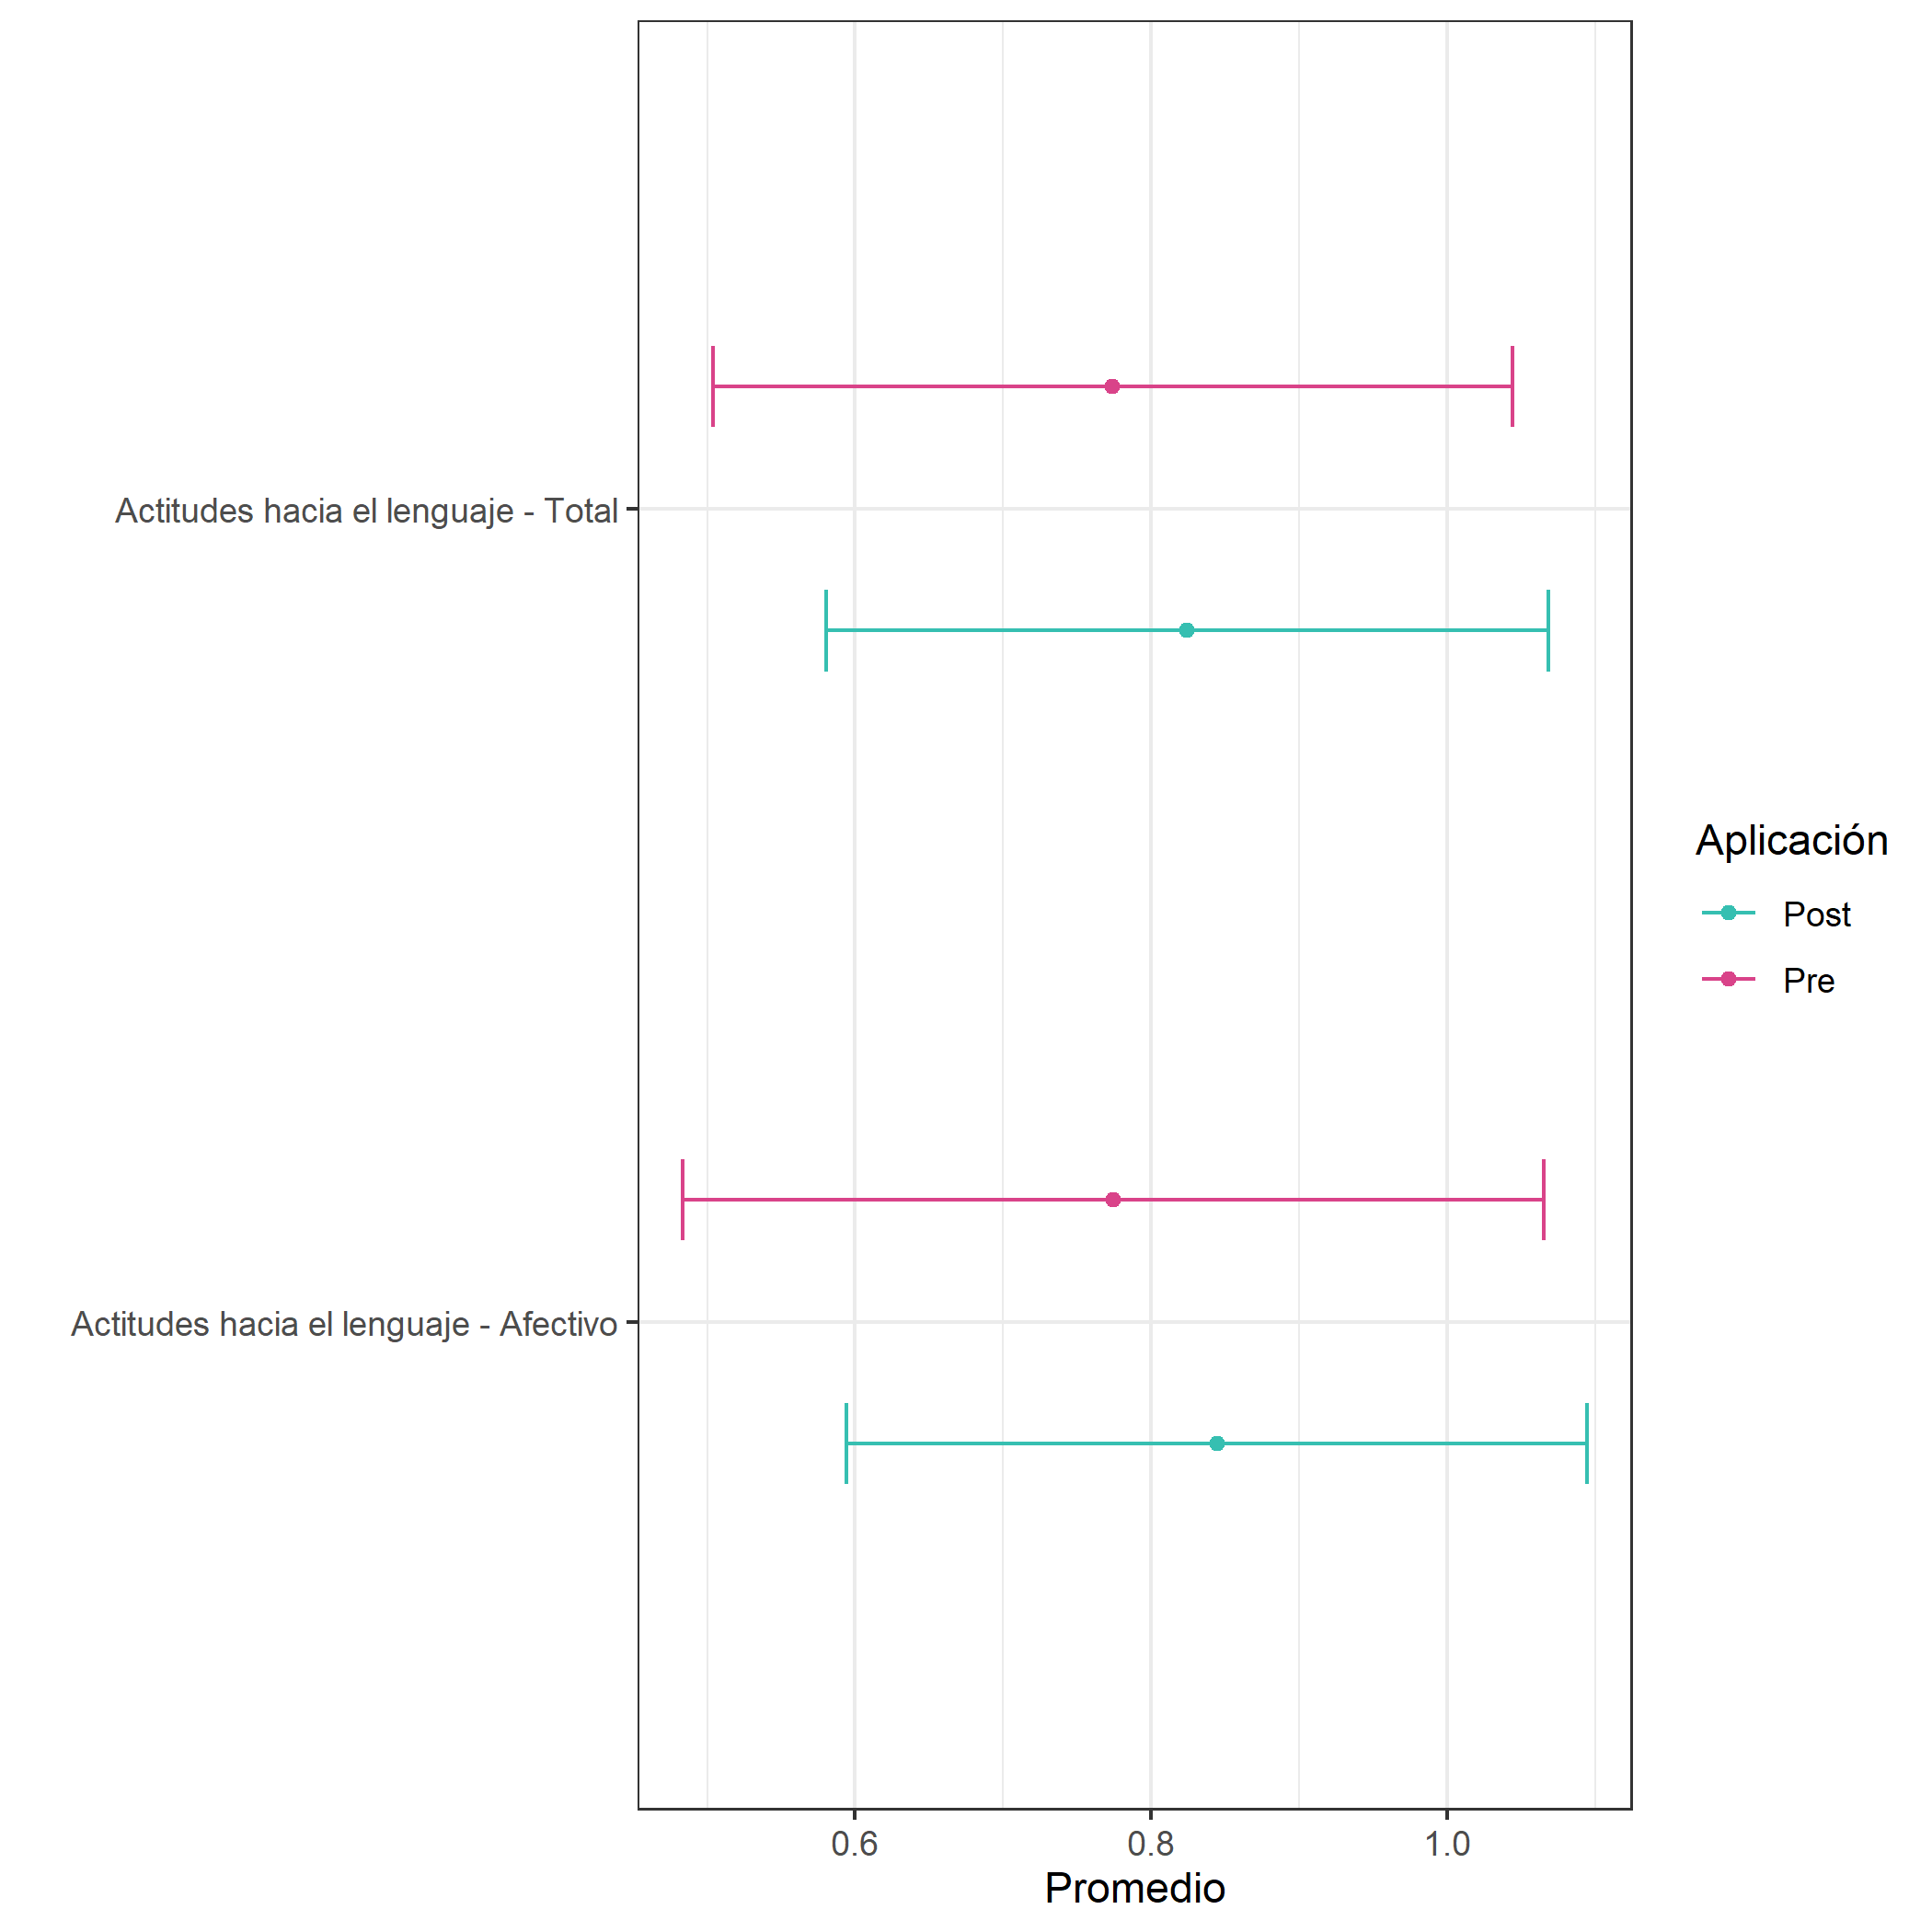 Actitudes hacia el lenguaje - Total
Actitudes hacia el lenguaje - Afectivo
0.6 0.8 1.0
Promedio
Aplicación
Post
Pre